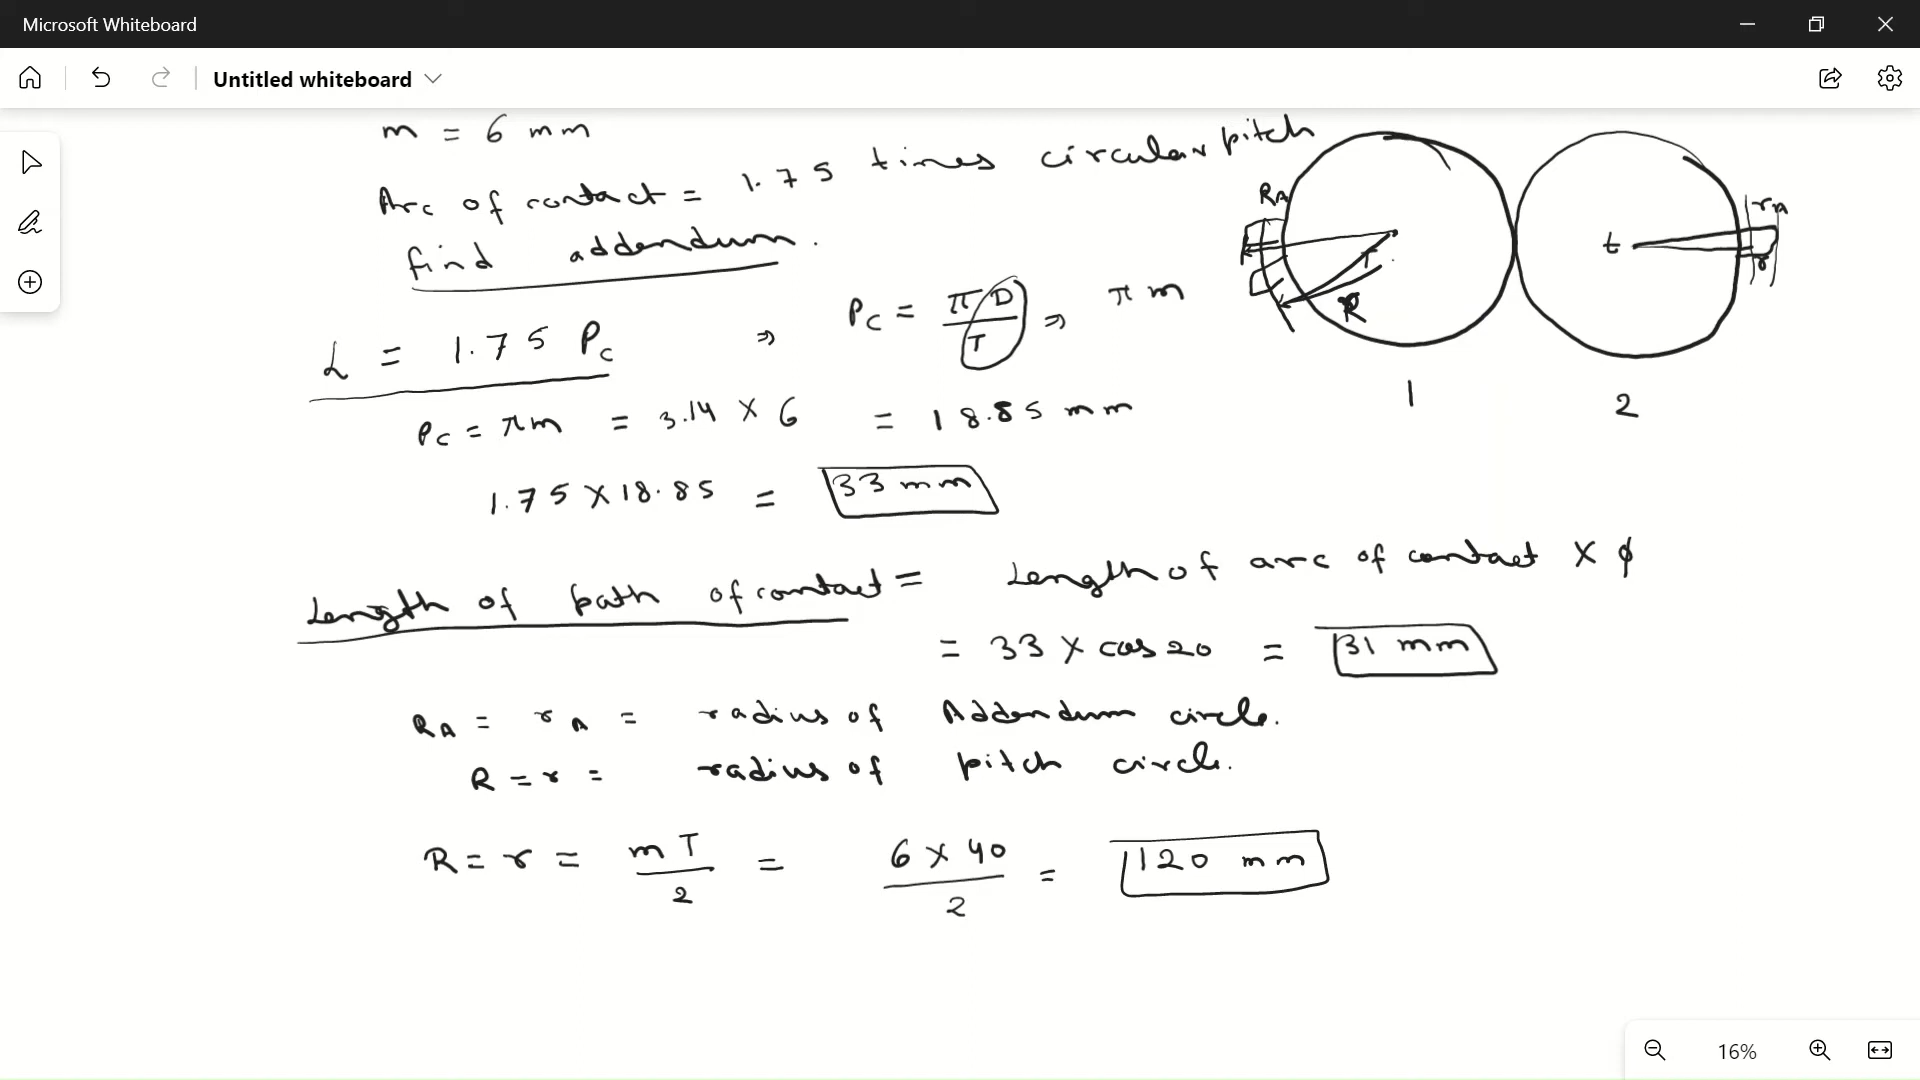 Microsoft Whiteboard
Untitled whiteboard
m = 6 mm
Arc of contact = 1.75 times circular pitch
find addendum.
L = 1.75 Pc ⇒ Pc = πD/T ⇒ πm
Pc = πm = 3.14 × 6 = 18.85 mm
1.75 × 18.85 = 33 mm
Length of path of contact = Length of arc of contact × φ
= 33 × cos 20 = 31 mm
RA = rA = radius of Addendum circle.
R = r = radius of pitch circle.
R = r = mT/2 = 6 × 40/2 = 120 mm
RA
T
R
1
t
rA
r
2
16%